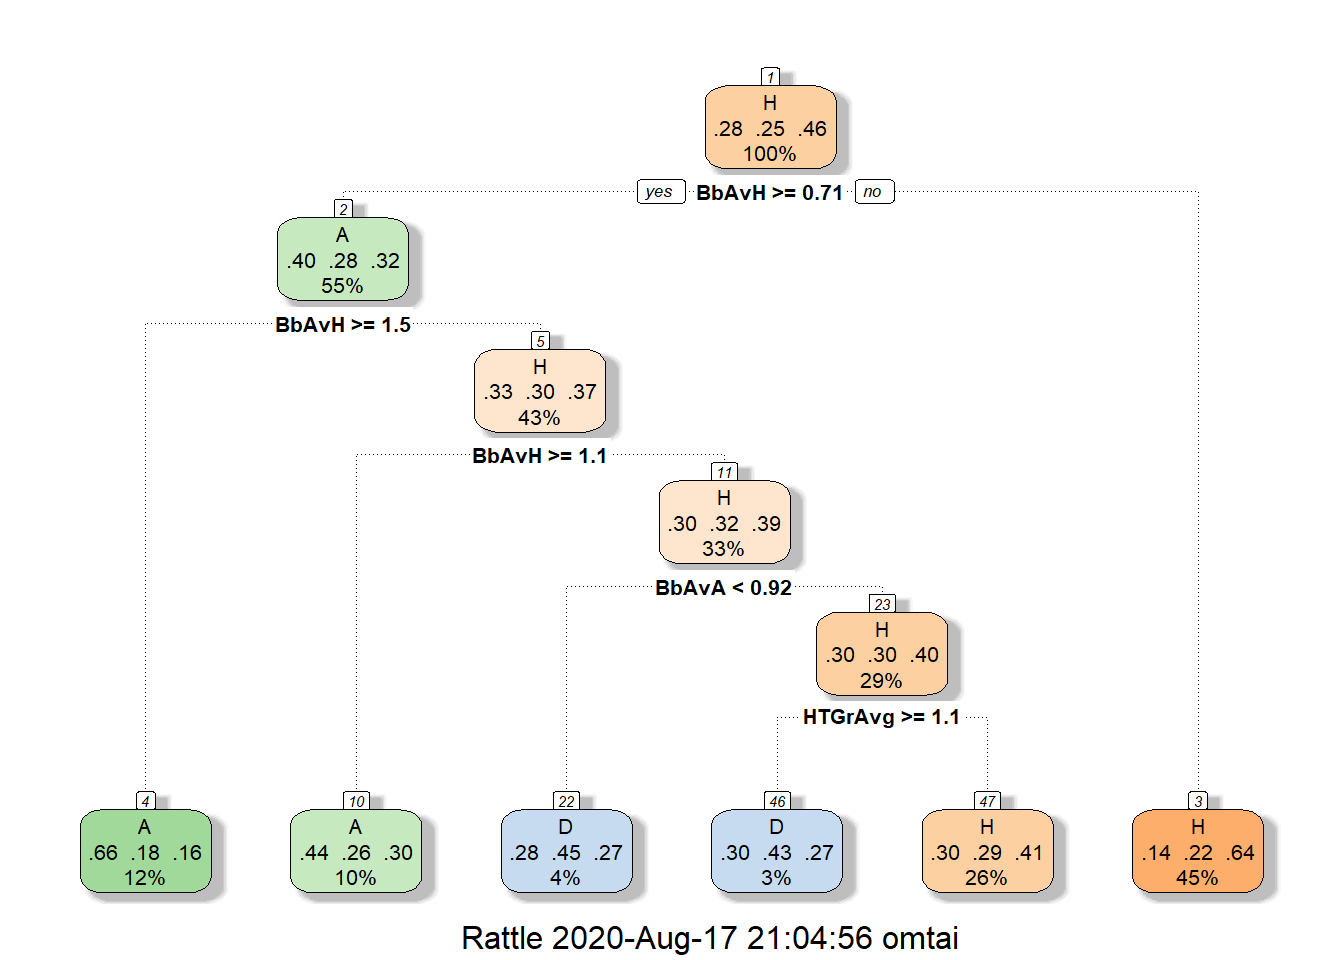 1
H
.28 .25 .46
100%
yes BbAvH >= 0.71 no
2
A
.40 .28 .32
55%
BbAvH >= 1.5
5
H
.33 .30 .37
43%
BbAvH >= 1.1
11
H
.30 .32 .39
33%
BbAvA < 0.92
23
H
.30 .30 .40
29%
HTGrAvg >= 1.1
4
A
.66 .18 .16
12%
10
A
.44 .26 .30
10%
22
D
.28 .45 .27
4%
46
D
.30 .43 .27
3%
47
H
.30 .29 .41
26%
3
H
.14 .22 .64
45%
Rattle 2020-Aug-17 21:04:56 omtai